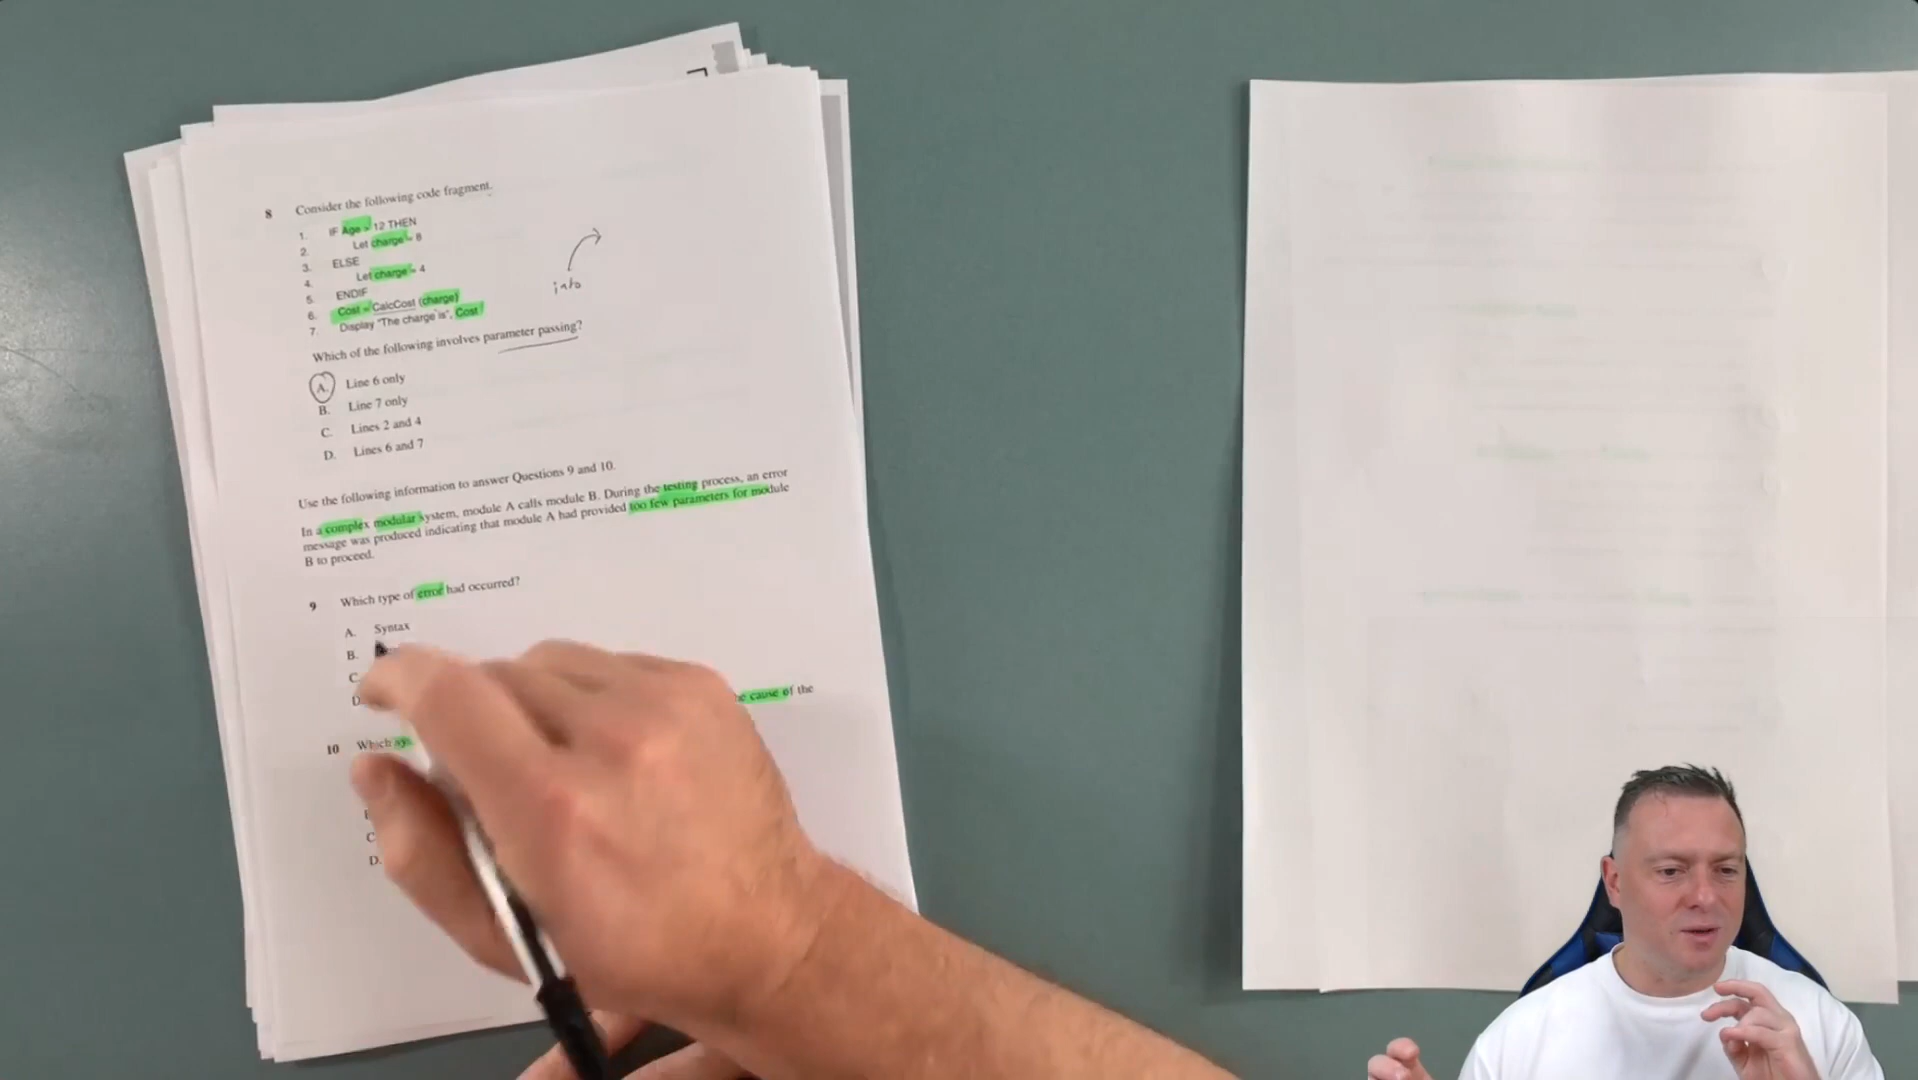 8 Consider the following code fragment.
1. IF Age > 12 THEN
2. Let charge = 8
3. ELSE
4. Let charge = 4
5. ENDIF
6. Cost = CalcCost (charge)
7. Display "The charge is", Cost
into
Which of the following involves parameter passing?
A. Line 6 only
B. Line 7 only
C. Lines 2 and 4
D. Lines 6 and 7
Use the following information to answer Questions 9 and 10.
In a complex modular system, module A calls module B. During the testing process, an error
message was produced indicating that module A had provided too few parameters for module
B to proceed.
9 Which type of error had occurred?
A. Syntax
B.
C.
D.
10 Which
cause of the
C
D.